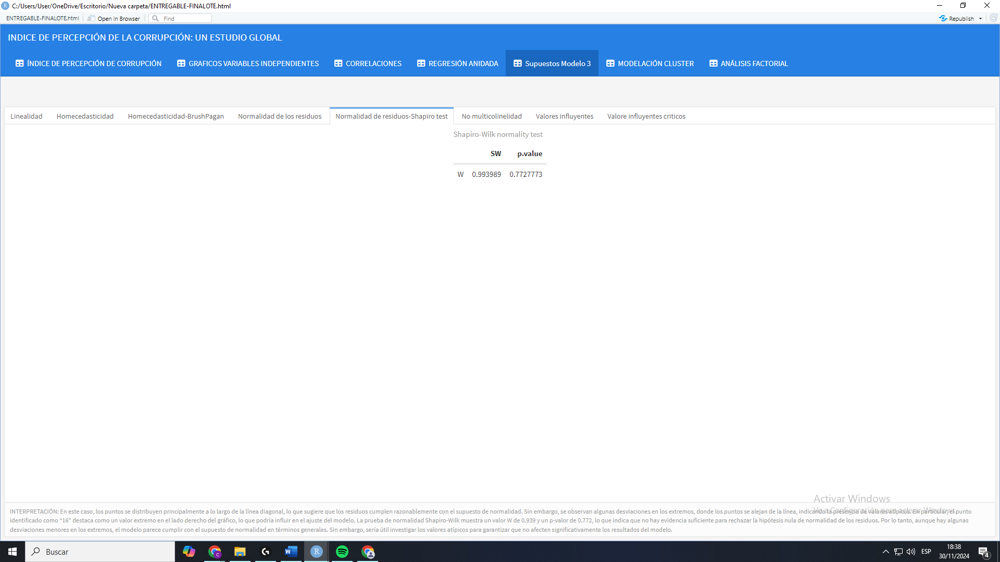 C:/Users/User/OneDrive/Escritorio/Nueva carpeta/ENTREGABLE-FINALOTE.html
ENTREGABLE-FINALOTE.html Open in Browser Find Republish
INDICE DE PERCEPCIÓN DE LA CORRUPCIÓN: UN ESTUDIO GLOBAL
ÍNDICE DE PERCEPCIÓN DE CORRUPCIÓN GRAFICOS VARIABLES INDEPENDIENTES CORRELACIONES REGRESIÓN ANIDADA Supuestos Modelo 3 MODELACIÓN CLUSTER ANÁLISIS FACTORIAL
Linealidad Homecedasticidad Homecedasticidad-BrushPagan Normalidad de los residuos Normalidad de residuos-Shapiro test No multicolinelidad Valores influyentes Valore influyentes criticos
Shapiro-Wilk normality test
SW p.value
W 0.993989 0.7727773
Activar Windows
Ve a Configuración para activar Windows.
INTERPRETACIÓN: En este caso, los puntos se distribuyen principalmente a lo largo de la línea diagonal, lo que sugiere que los residuos cumplen razonablemente con el supuesto de normalidad. Sin embargo, se observan algunas desviaciones en los extremos, donde los puntos se alejan de la línea, indicando la presencia de valores atípicos. En particular, el punto
identificado como “16” destaca como un valor extremo en el lado derecho del gráfico, lo que podría influir en el ajuste del modelo. La prueba de normalidad Shapiro-Wilk muestra un valor W de 0.939 y un p-valor de 0.772, lo que indica que no hay evidencia suficiente para rechazar la hipótesis nula de normalidad de los residuos. Por lo tanto, aunque hay algunas
desviaciones menores en los extremos, el modelo parece cumplir con el supuesto de normalidad en términos generales. Sin embargo, sería útil investigar los valores atípicos para garantizar que no afecten significativamente los resultados del modelo.
Buscar
ESP
18:38
30/11/2024
4